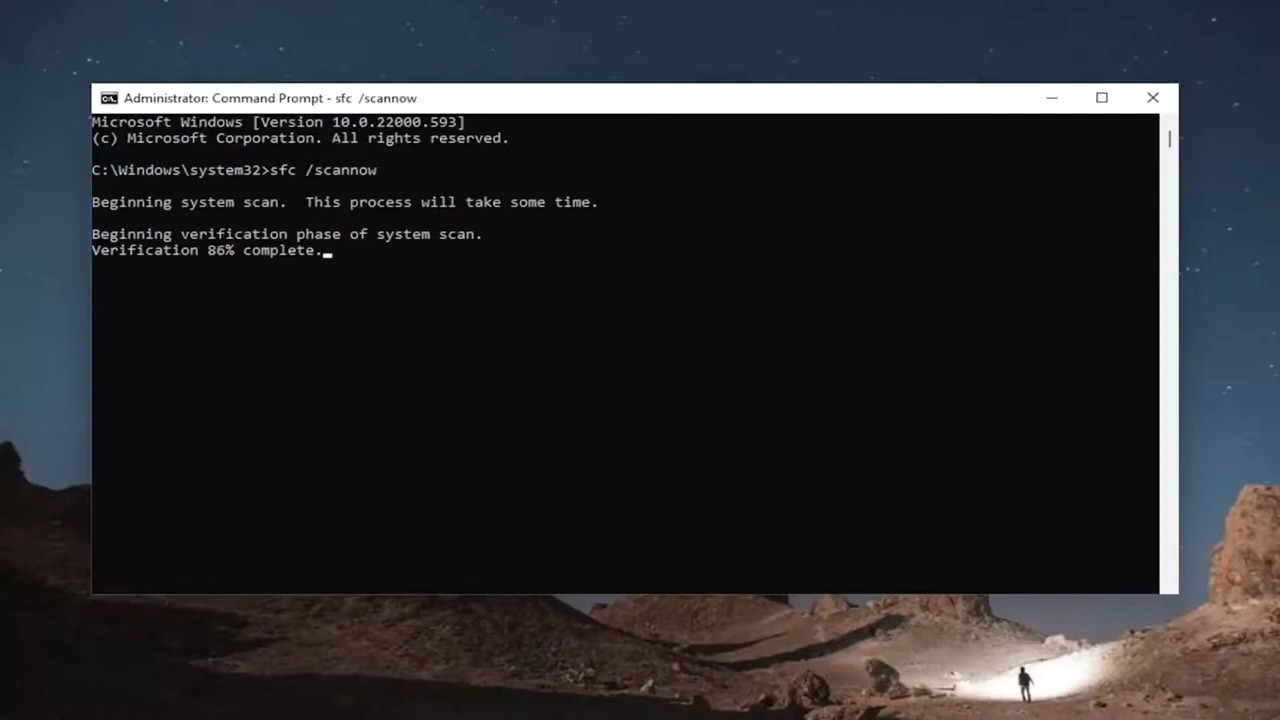 Administrator: Command Prompt - sfc  /scannow
Microsoft Windows [Version 10.0.22000.593]
(c) Microsoft Corporation. All rights reserved.
C:\Windows\system32>sfc /scannow
Beginning system scan.  This process will take some time.
Beginning verification phase of system scan.
Verification 86% complete.